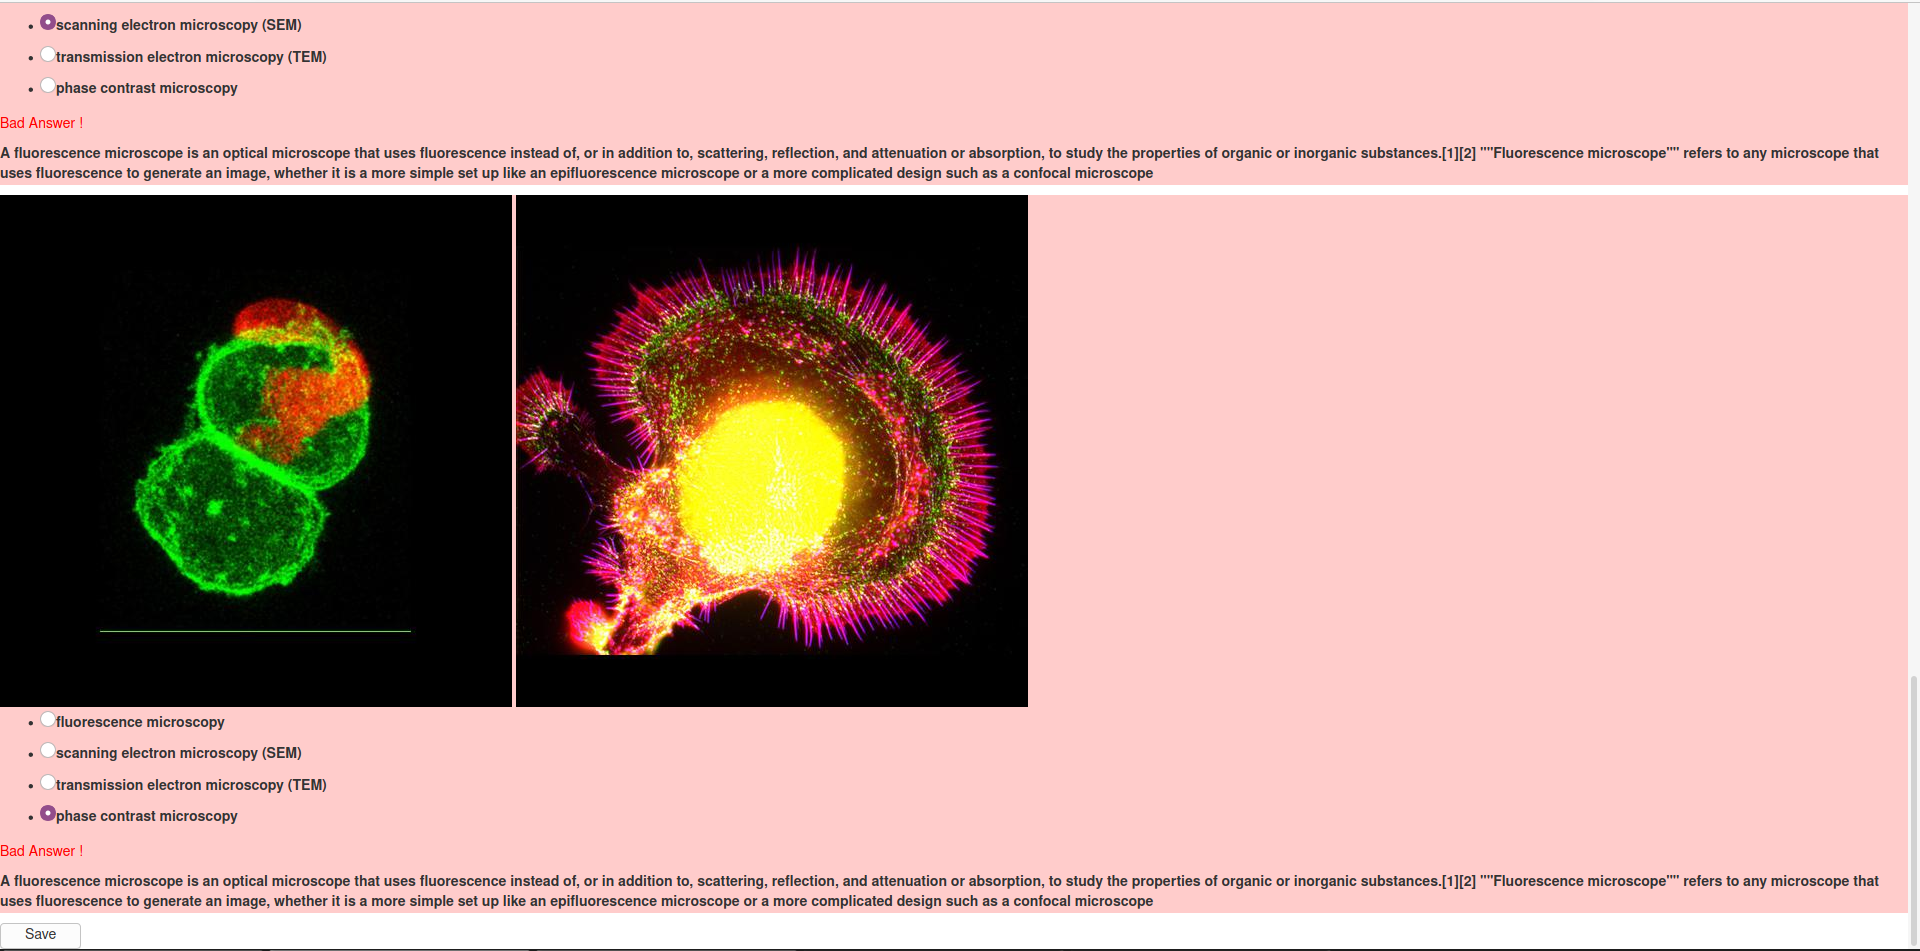 scanning electron microscopy (SEM)
transmission electron microscopy (TEM)
phase contrast microscopy
Bad Answer !
A fluorescence microscope is an optical microscope that uses fluorescence instead of, or in addition to, scattering, reflection, and attenuation or absorption, to study the properties of organic or inorganic substances.[1][2] ""Fluorescence microscope"" refers to any microscope that
uses fluorescence to generate an image, whether it is a more simple set up like an epifluorescence microscope or a more complicated design such as a confocal microscope
fluorescence microscopy
scanning electron microscopy (SEM)
transmission electron microscopy (TEM)
phase contrast microscopy
Bad Answer !
A fluorescence microscope is an optical microscope that uses fluorescence instead of, or in addition to, scattering, reflection, and attenuation or absorption, to study the properties of organic or inorganic substances.[1][2] ""Fluorescence microscope"" refers to any microscope that
uses fluorescence to generate an image, whether it is a more simple set up like an epifluorescence microscope or a more complicated design such as a confocal microscope
Save